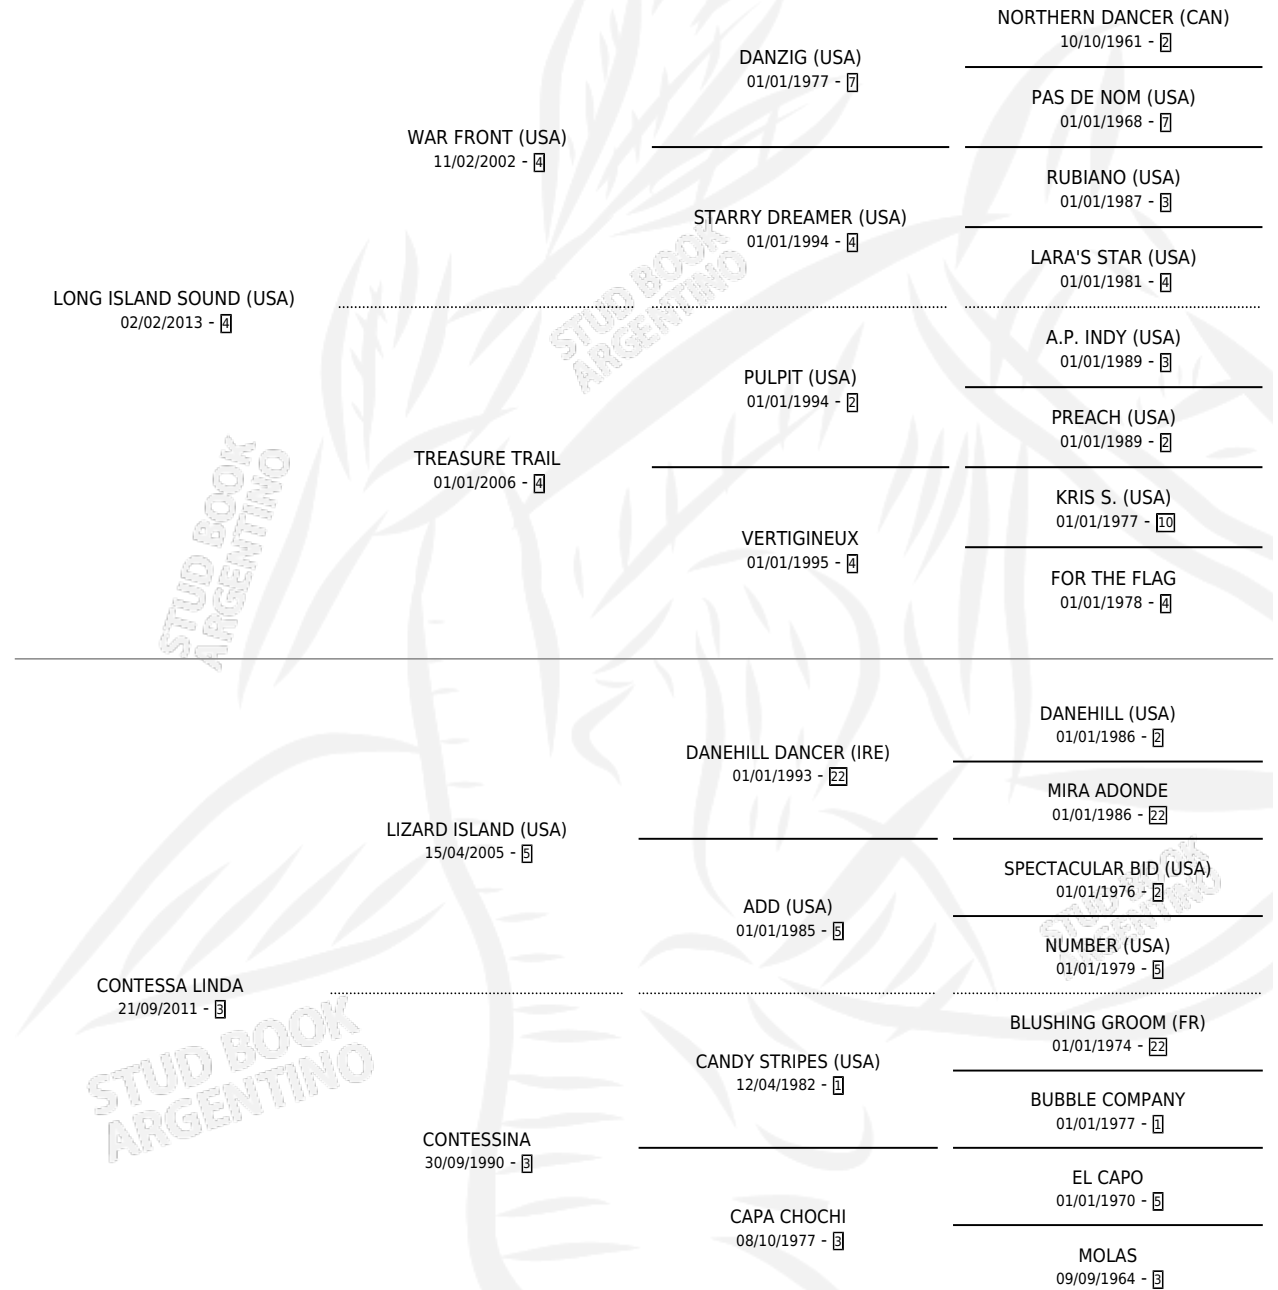 NORTHERN DANCER (CAN)
10/10/1961 - 2
DANZIG (USA)
01/01/1977 - 7
PAS DE NOM (USA)
01/01/1968 - 7
WAR FRONT (USA)
11/02/2002 - 4
RUBIANO (USA)
01/01/1987 - 3
STARRY DREAMER (USA)
01/01/1994 - 4
LARA'S STAR (USA)
01/01/1981 - 4
LONG ISLAND SOUND (USA)
02/02/2013 - 4
A.P. INDY (USA)
01/01/1989 - 3
PULPIT (USA)
01/01/1994 - 2
PREACH (USA)
01/01/1989 - 2
TREASURE TRAIL
01/01/2006 - 4
KRIS S. (USA)
01/01/1977 - 10
VERTIGINEUX
01/01/1995 - 4
FOR THE FLAG
01/01/1978 - 4
DANEHILL (USA)
01/01/1986 - 2
DANEHILL DANCER (IRE)
01/01/1993 - 22
MIRA ADONDE
01/01/1986 - 22
LIZARD ISLAND (USA)
15/04/2005 - 5
SPECTACULAR BID (USA)
01/01/1976 - 2
ADD (USA)
01/01/1985 - 5
NUMBER (USA)
01/01/1979 - 5
CONTESSA LINDA
21/09/2011 - 3
BLUSHING GROOM (FR)
01/01/1974 - 22
CANDY STRIPES (USA)
12/04/1982 - 1
BUBBLE COMPANY
01/01/1977 - 1
CONTESSINA
30/09/1990 - 3
EL CAPO
01/01/1970 - 5
CAPA CHOCHI
08/10/1977 - 3
MOLAS
09/09/1964 - 3
STUD BOOK
ARGENTINO
STUD BOOK
ARGENTINO
STUD BOOK
ARGENTINO
STUD BOOK
ARGENTINO